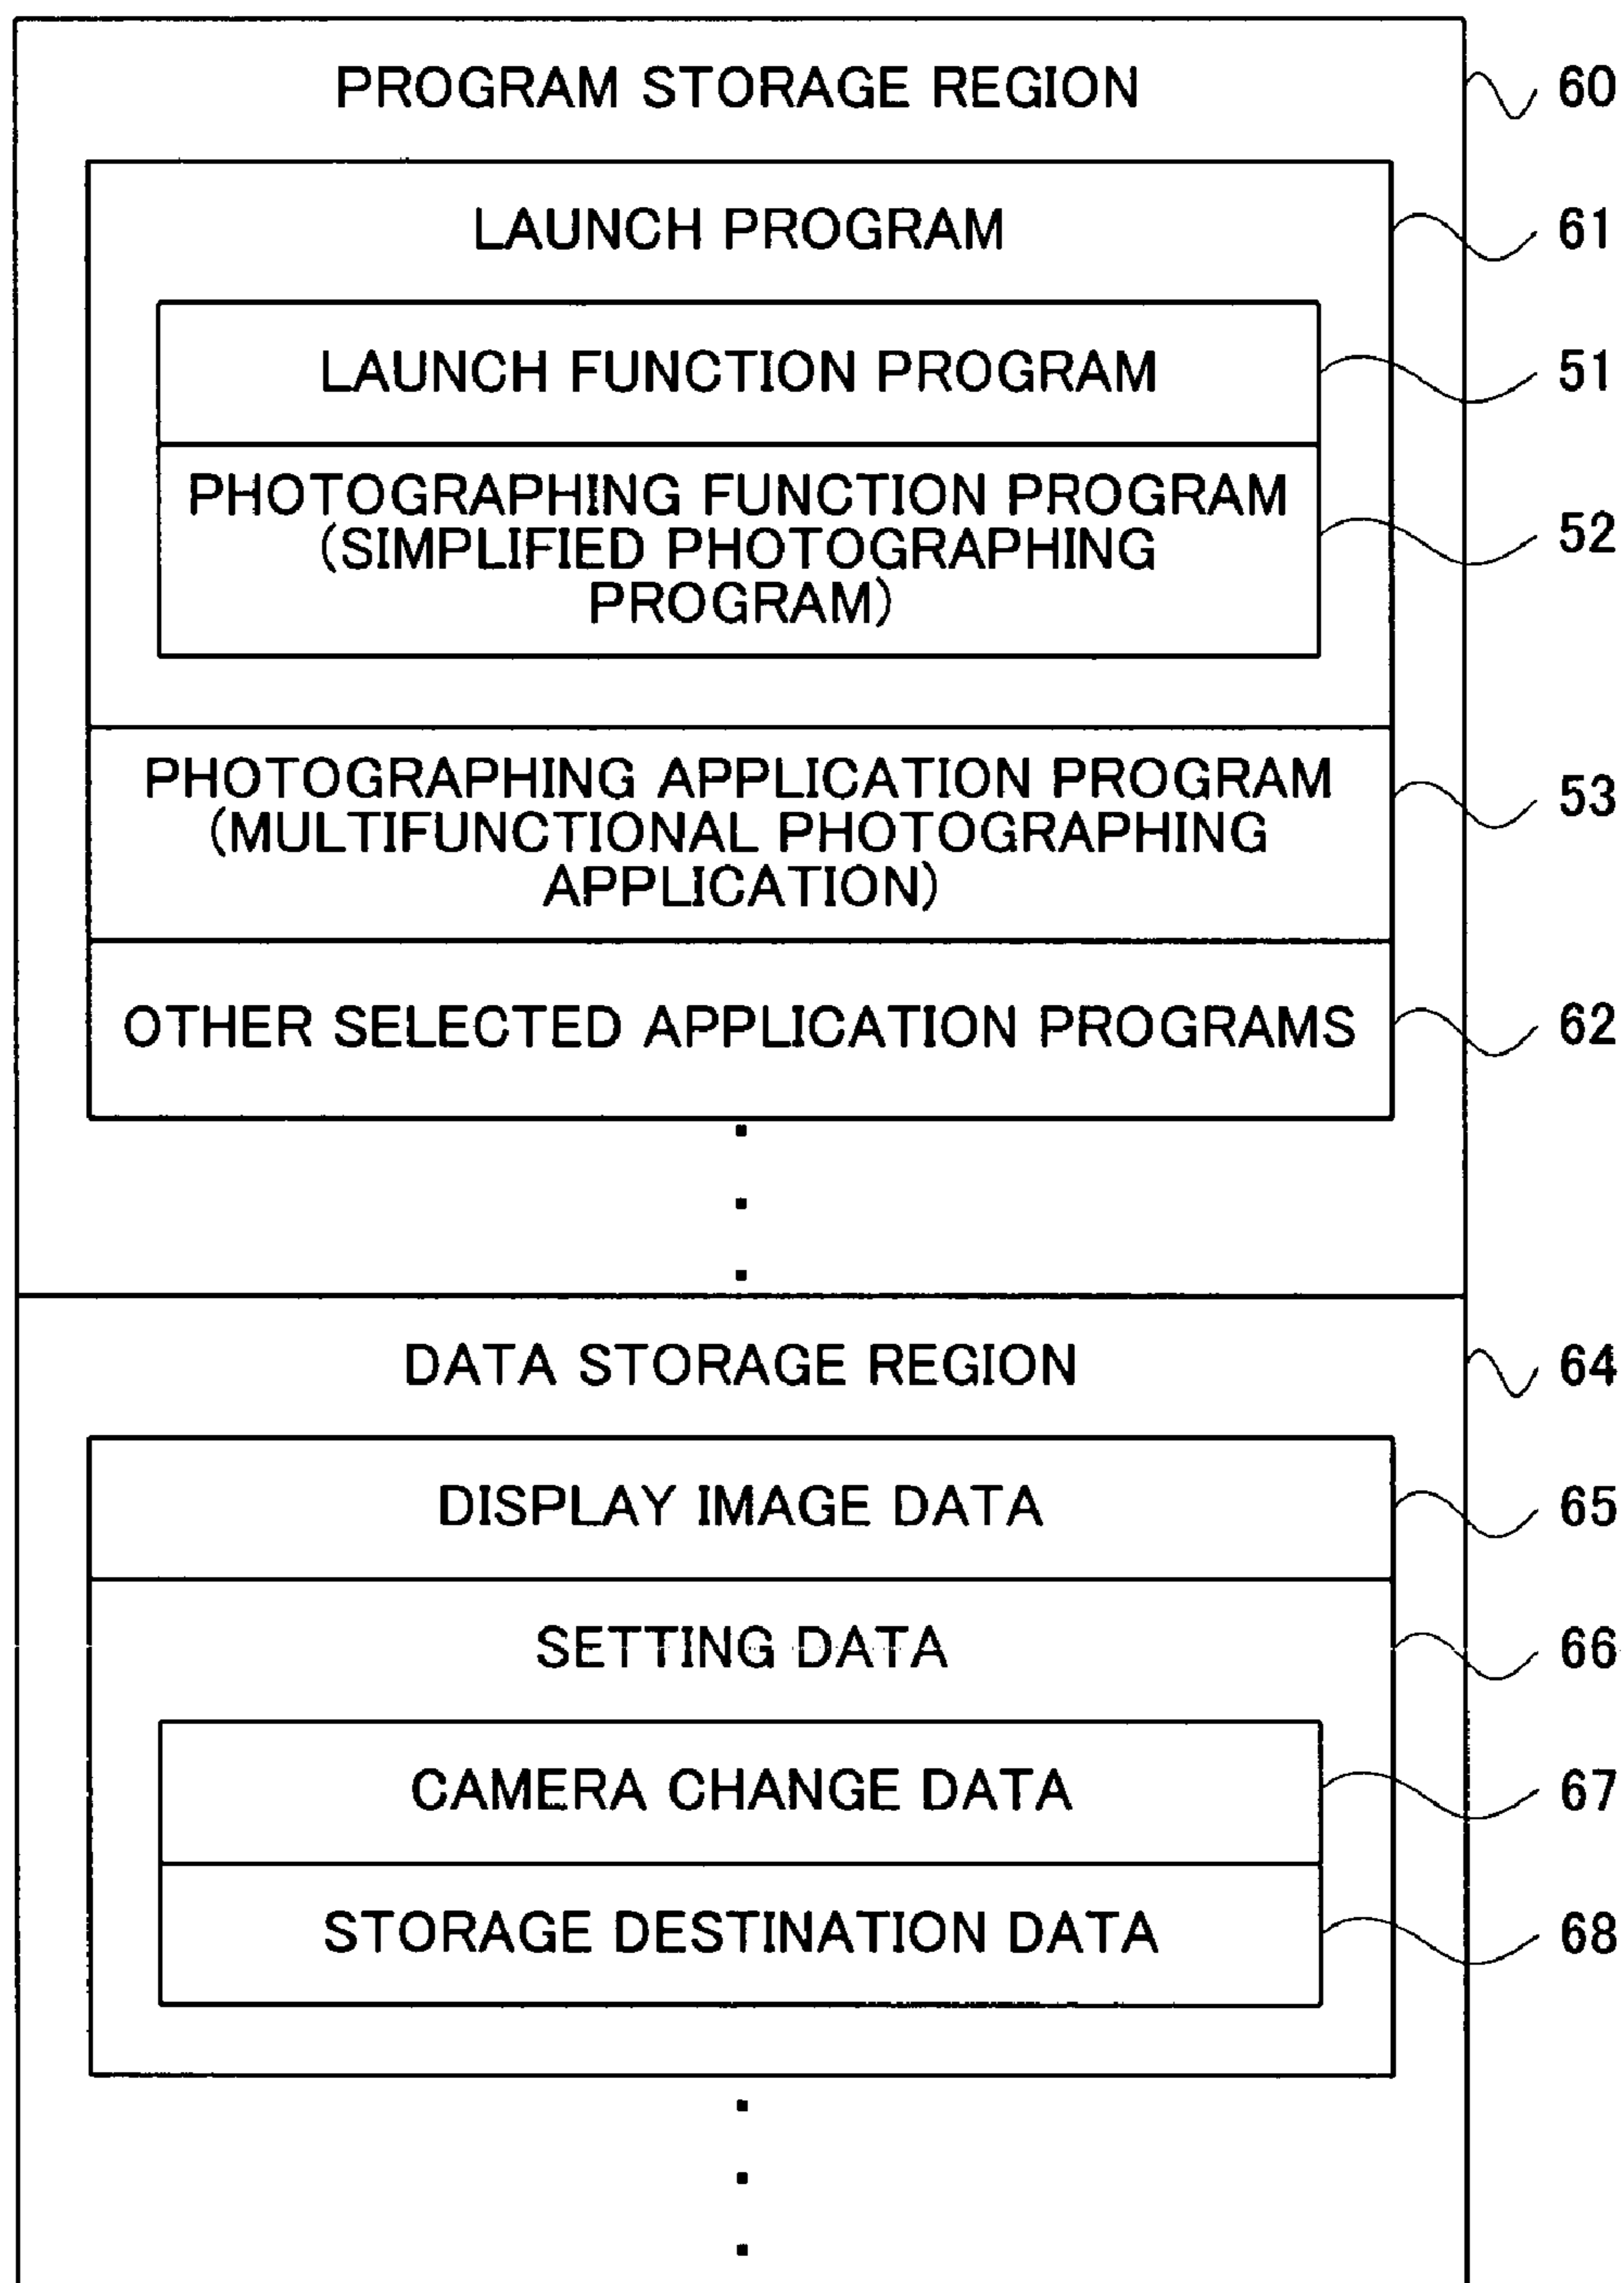 PROGRAM STORAGE REGION 60
LAUNCH PROGRAM 61
LAUNCH FUNCTION PROGRAM 51
PHOTOGRAPHING FUNCTION PROGRAM
(SIMPLIFIED PHOTOGRAPHING 52
PROGRAM)
PHOTOGRAPHING APPLICATION PROGRAM
(MULTIFUNCTIONAL PHOTOGRAPHING 53
APPLICATION)
OTHER SELECTED APPLICATION PROGRAMS 62
DATA STORAGE REGION 64
DISPLAY IMAGE DATA 65
SETTING DATA 66
CAMERA CHANGE DATA 67
STORAGE DESTINATION DATA 68